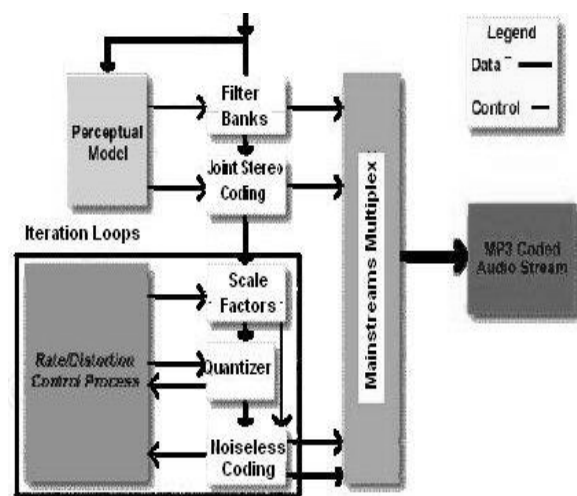 Legend
Data
Control
Filter
Banks
Perceptual
Model
Joint Stereo
Coding
Mainstreams Multiplex
MP3 Coded
Audio Stream
Iteration Loops
Scale
Factors
Rate/Distortion
Control Process
Quantizer
Noiseless
Coding